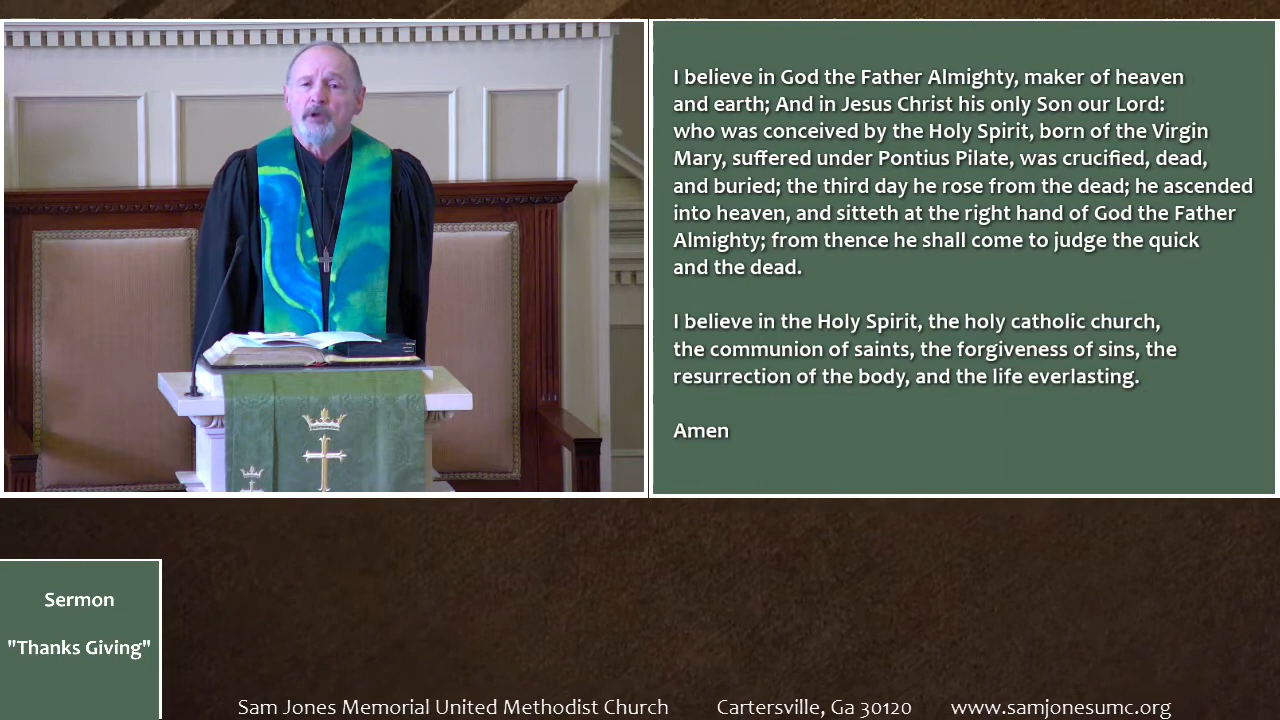 I believe in God the Father Almighty, maker of heaven
and earth; And in Jesus Christ his only Son our Lord:
who was conceived by the Holy Spirit, born of the Virgin
Mary, suffered under Pontius Pilate, was crucified, dead,
and buried; the third day he rose from the dead; he ascended
into heaven, and sitteth at the right hand of God the Father
Almighty; from thence he shall come to judge the quick
and the dead.
I believe in the Holy Spirit, the holy catholic church,
the communion of saints, the forgiveness of sins, the
resurrection of the body, and the life everlasting.
Amen
Sermon
"Thanks Giving"
Sam Jones Memorial United Methodist Church Cartersville, Ga 30120 www.samjonesumc.org